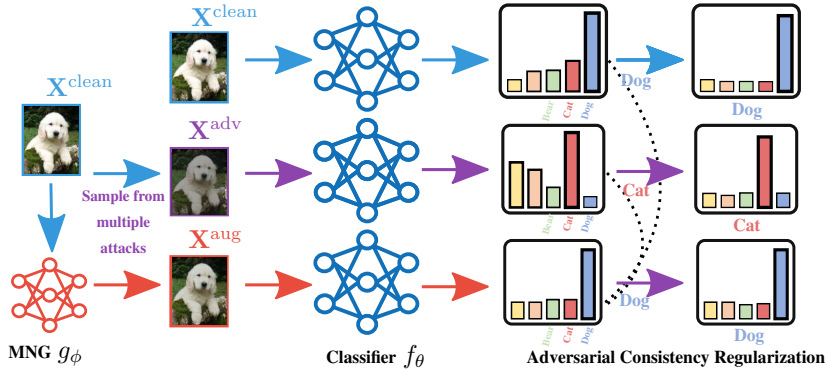 X^clean
X^clean
Bear
Cat
Dog
Dog
Dog
X^adv
Sample from
multiple
attacks
Bear
Cat
Dog
Cat
Cat
X^aug
Bear
Cat
Dog
Dog
Dog
MNG g_ϕ
Classifier f_θ
Adversarial Consistency Regularization